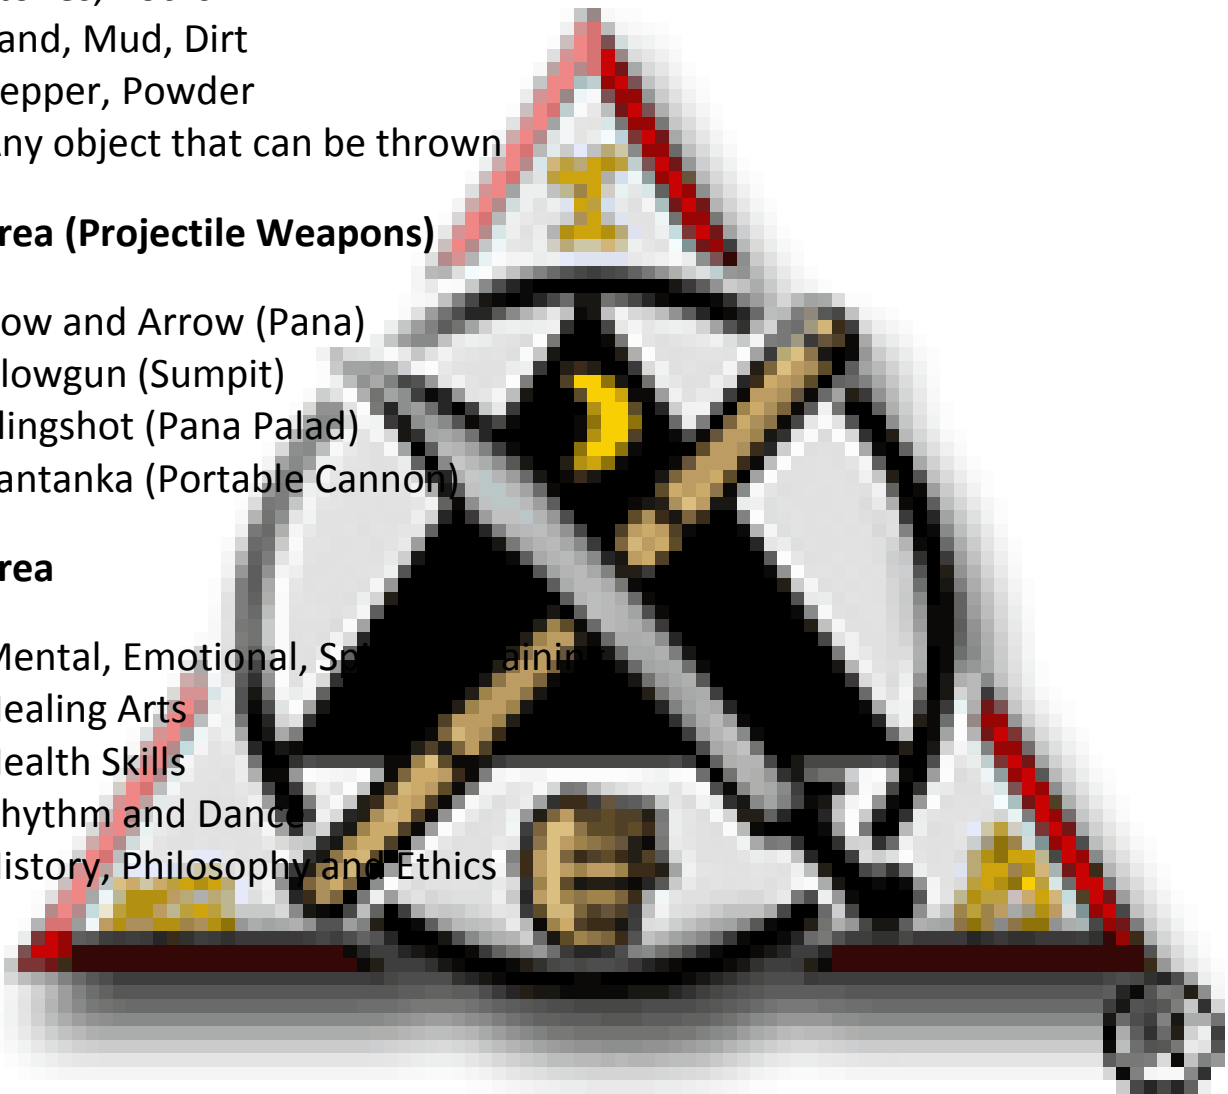 and, Mud, Dirt
epper, Powder
ny object that can be thrown
rea (Projectile Weapons)
I
ow and Arrow (Pana)
lowgun (Sumpit)
lingshot (Pana Palad)
antanka (Portable Cannon)
rea
Mental, Emotional,
ealing Arts
ealth Skills
hythm and Dance
istory, Philosophy and Ethics